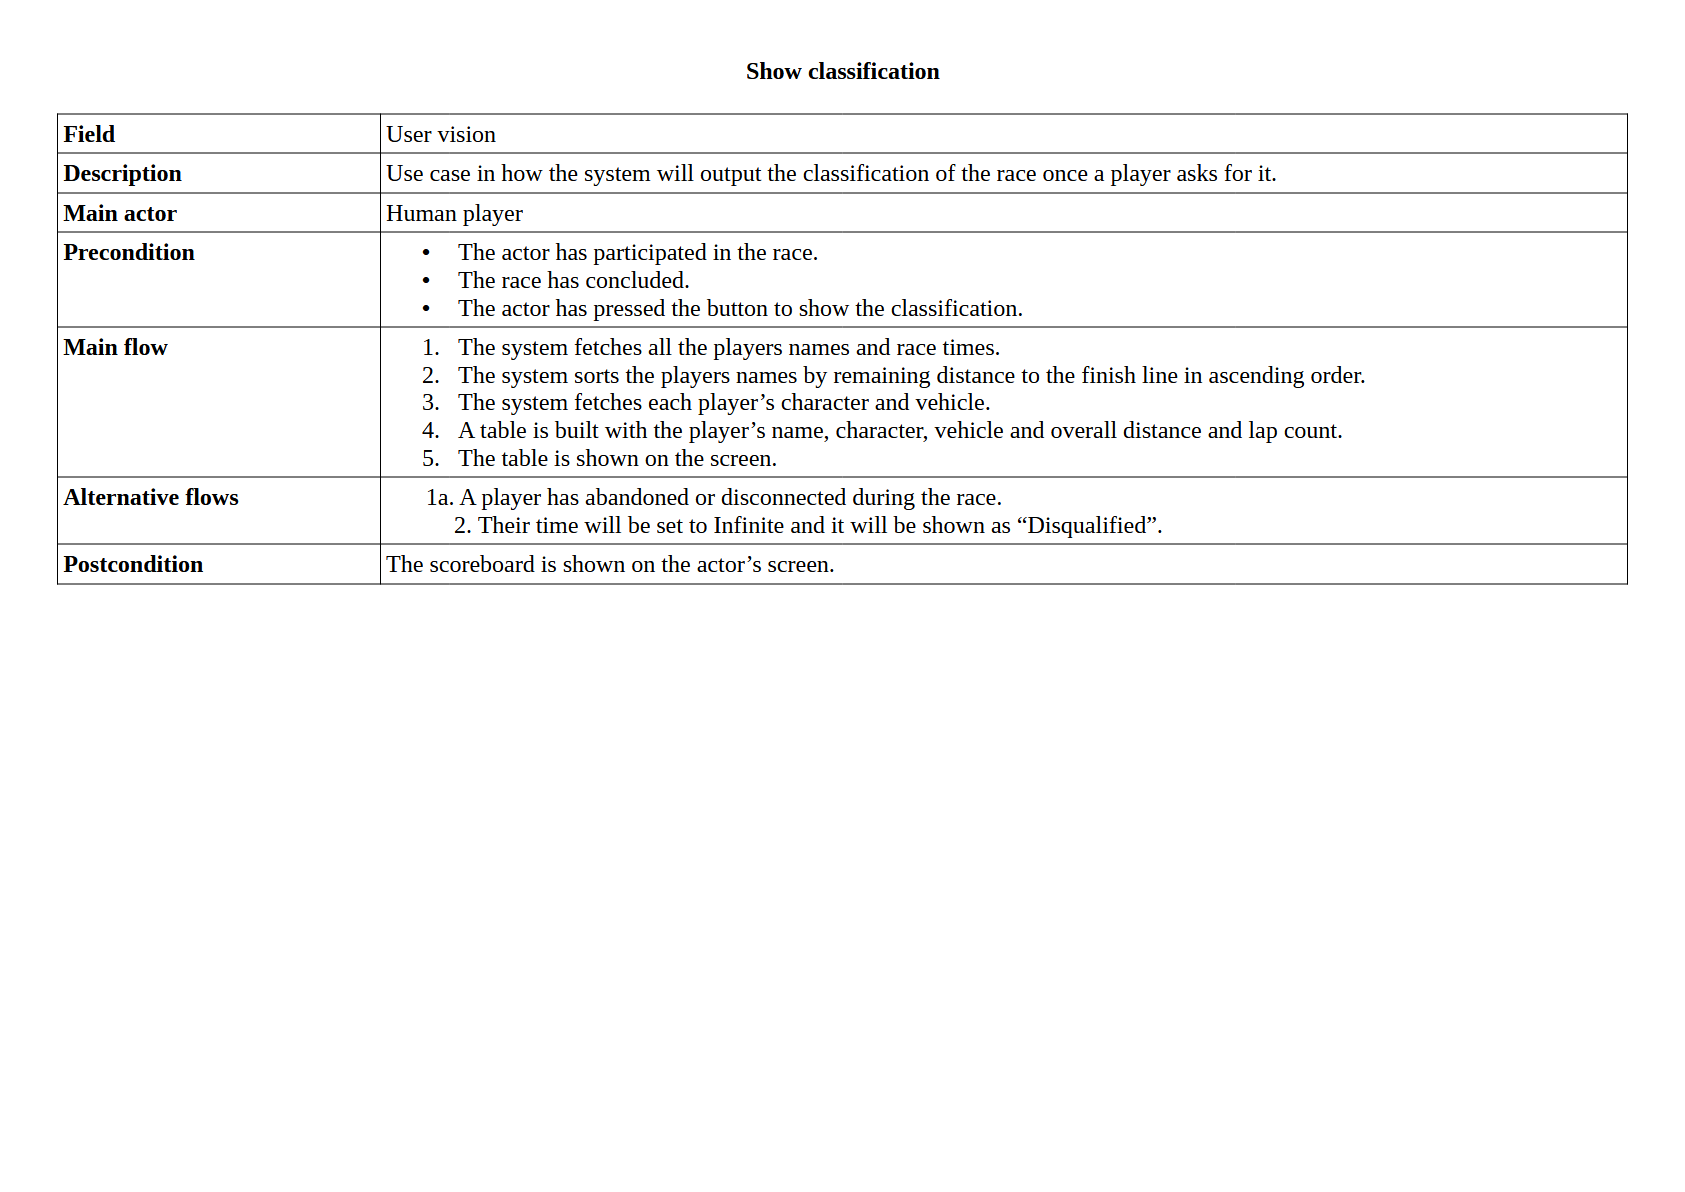 Show classification
Field User vision
Description Use case in how the system will output the classification of the race once a player asks for it.
Main actor Human player
Precondition • The actor has participated in the race.
• The race has concluded.
• The actor has pressed the button to show the classification.
Main flow 1. The system fetches all the players names and race times.
2. The system sorts the players names by remaining distance to the finish line in ascending order.
3. The system fetches each player’s character and vehicle.
4. A table is built with the player’s name, character, vehicle and overall distance and lap count.
5. The table is shown on the screen.
Alternative flows 1a. A player has abandoned or disconnected during the race.
2. Their time will be set to Infinite and it will be shown as “Disqualified”.
Postcondition The scoreboard is shown on the actor’s screen.